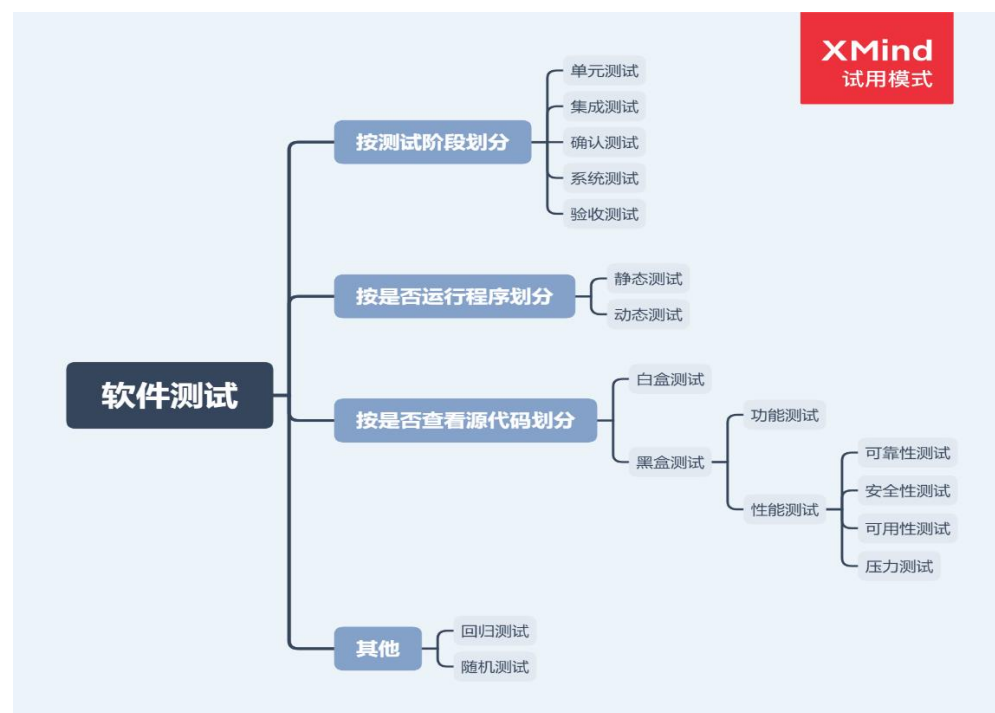 XMind
试用模式
软件测试
按测试阶段划分
单元测试
集成测试
确认测试
系统测试
验收测试
按是否运行程序划分
静态测试
动态测试
按是否查看源代码划分
白盒测试
黑盒测试
功能测试
性能测试
可靠性测试
安全性测试
可用性测试
压力测试
其他
回归测试
随机测试